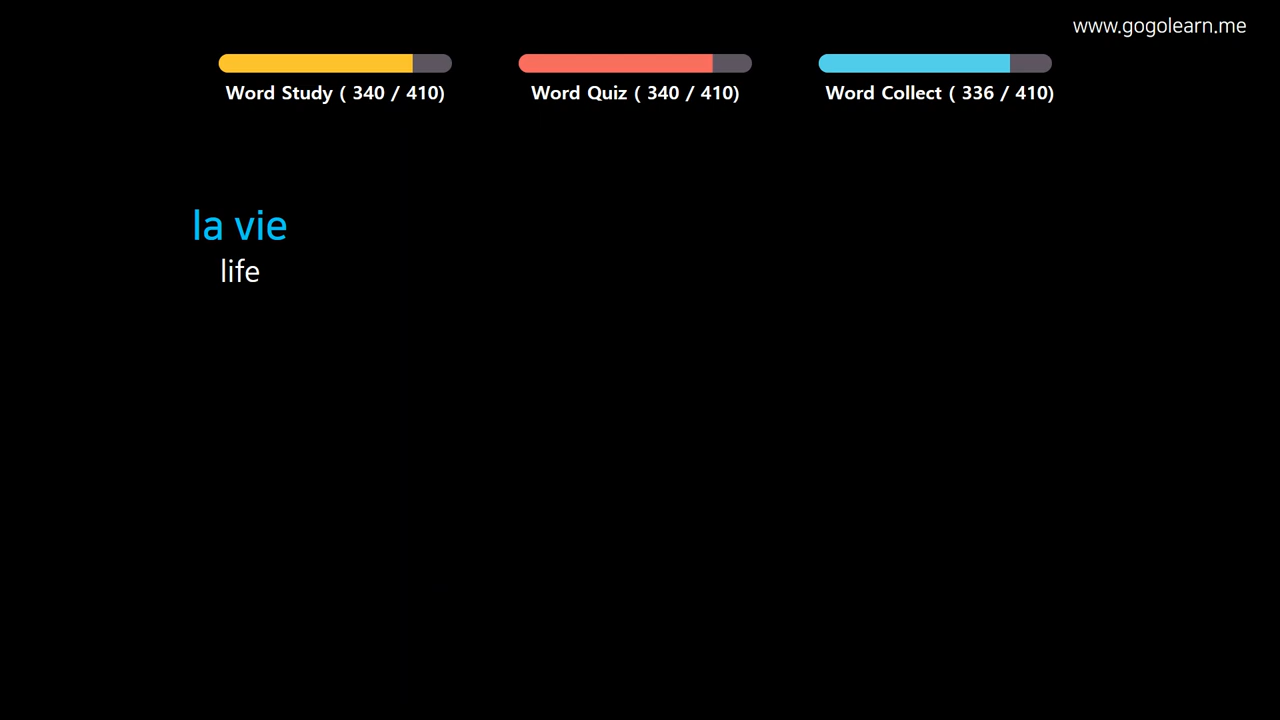 www.gogolearn.me
Word Study ( 340 / 410)
Word Quiz ( 340 / 410)
Word Collect ( 336 / 410)
la vie
life